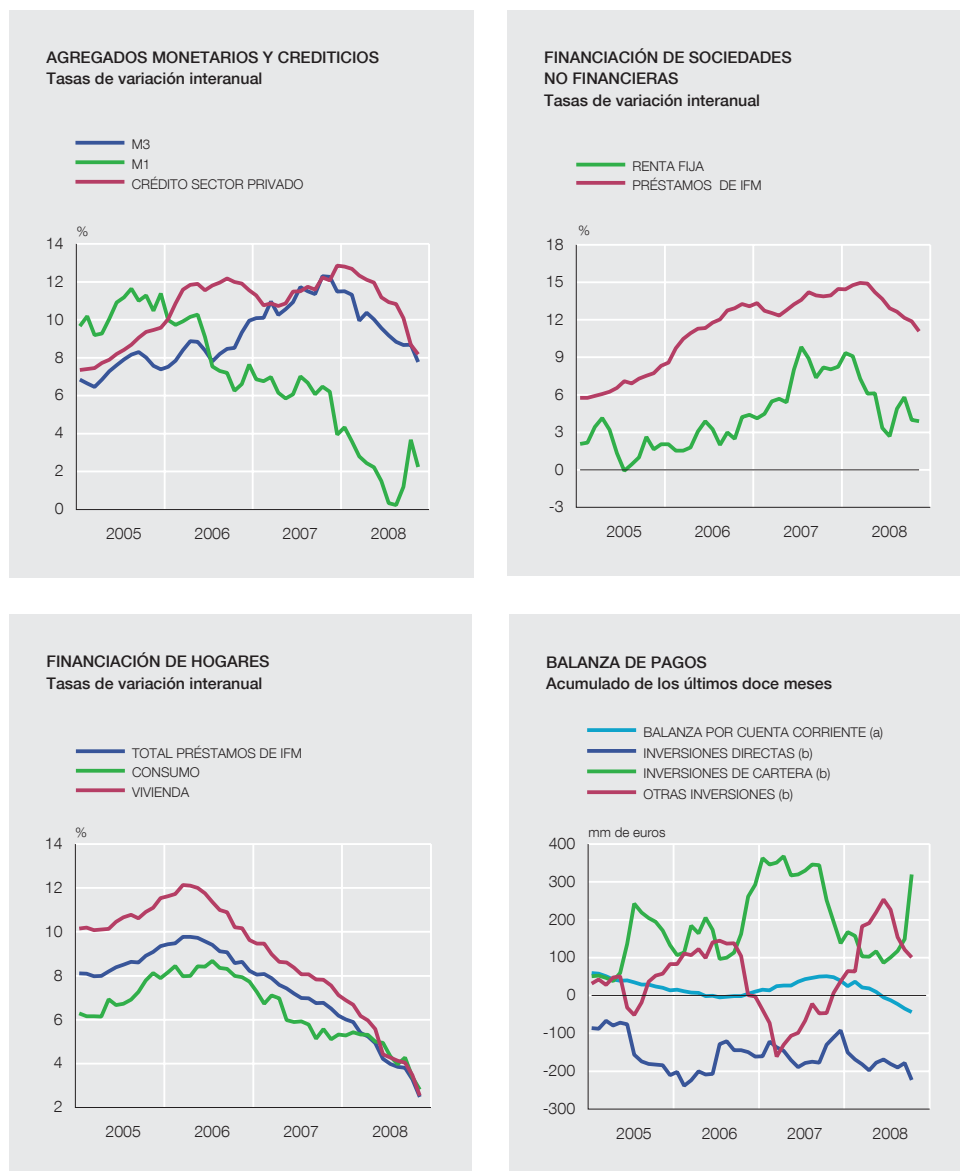 AGREGADOS MONETARIOS Y CREDITICIOS
Tasas de variación interanual
M3
M1
CRÉDITO SECTOR PRIVADO
%
14
12
10
8
6
4
2
0
2005 2006 2007 2008
FINANCIACIÓN DE SOCIEDADES
NO FINANCIERAS
Tasas de variación interanual
RENTA FIJA
PRÉSTAMOS DE IFM
%
18
15
12
9
6
3
0
-3
2005 2006 2007 2008
FINANCIACIÓN DE HOGARES
Tasas de variación interanual
TOTAL PRÉSTAMOS DE IFM
CONSUMO
VIVIENDA
%
14
12
10
8
6
4
2
2005 2006 2007 2008
BALANZA DE PAGOS
Acumulado de los últimos doce meses
BALANZA POR CUENTA CORRIENTE (a)
INVERSIONES DIRECTAS (b)
INVERSIONES DE CARTERA (b)
OTRAS INVERSIONES (b)
mm de euros
400
300
200
100
0
-100
-200
-300
2005 2006 2007 2008